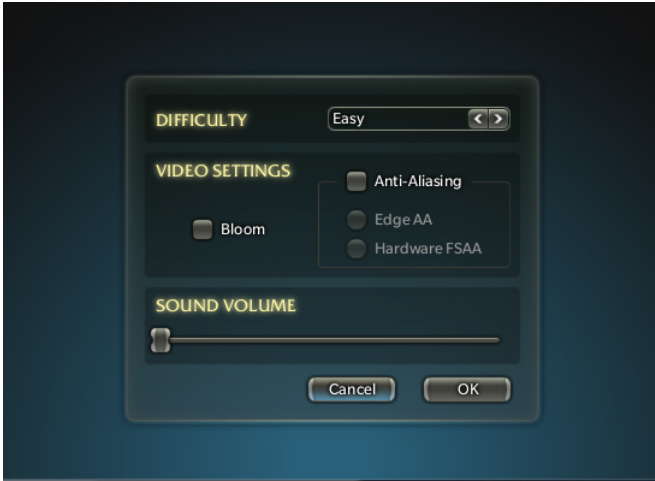 DIFFICULTY
Easy
VIDEO SETTINGS
Anti-Aliasing
Bloom
Edge AA
Hardware FSAA
SOUND VOLUME
Cancel
OK